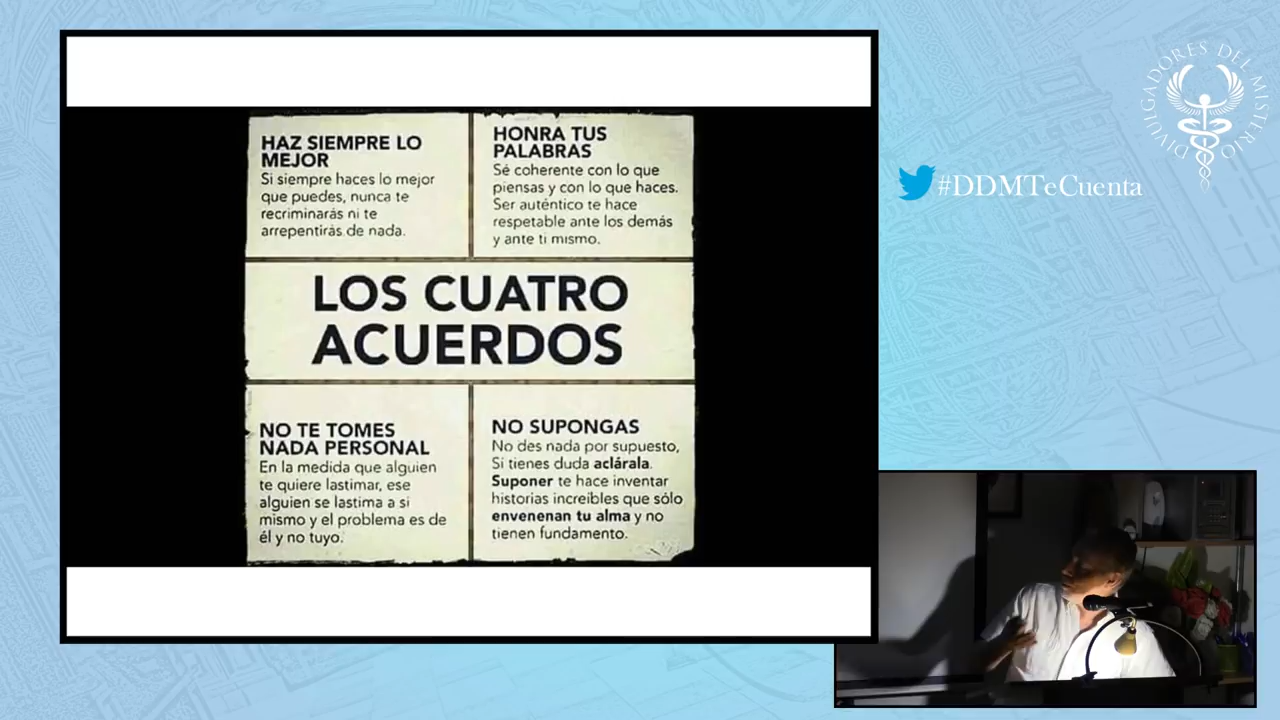 HAZ SIEMPRE LO
MEJOR
Si siempre haces lo mejor
que puedes, nunca te
recriminarás ni te
arrepentirás de nada.
HONRA TUS
PALABRAS
Sé coherente con lo que
piensas y con lo que haces.
Ser auténtico te hace
respetable ante los demás
y ante ti mismo.
LOS CUATRO
ACUERDOS
NO TE TOMES
NADA PERSONAL
En la medida que alguien
te quiere lastimar, ese
alguien se lastima a si
mismo y el problema es de
él y no tuyo.
NO SUPONGAS
No des nada por supuesto,
Si tienes duda aclárala.
Suponer te hace inventar
historias increibles que sólo
envenenan tu alma y no
tienen fundamento.
DIVULGADORES DEL MISTERIO
#DDMTeCuenta